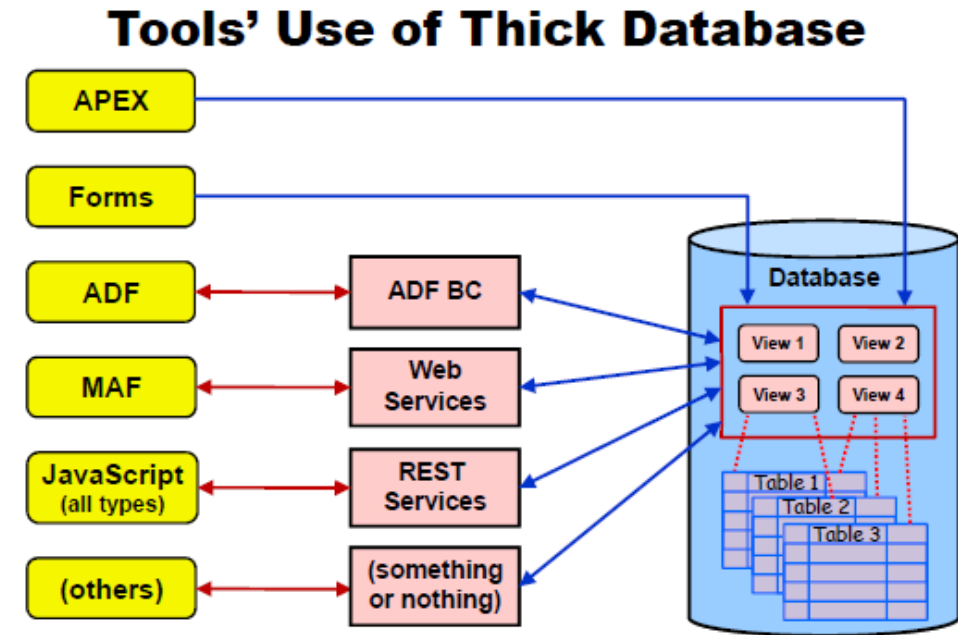 Tools’ Use of Thick Database
APEX
Forms
ADF
ADF BC
MAF
Web
Services
JavaScript
(all types)
REST
Services
(others)
(something
or nothing)
Database
View 1
View 2
View 3
View 4
Table 1
Table 2
Table 3